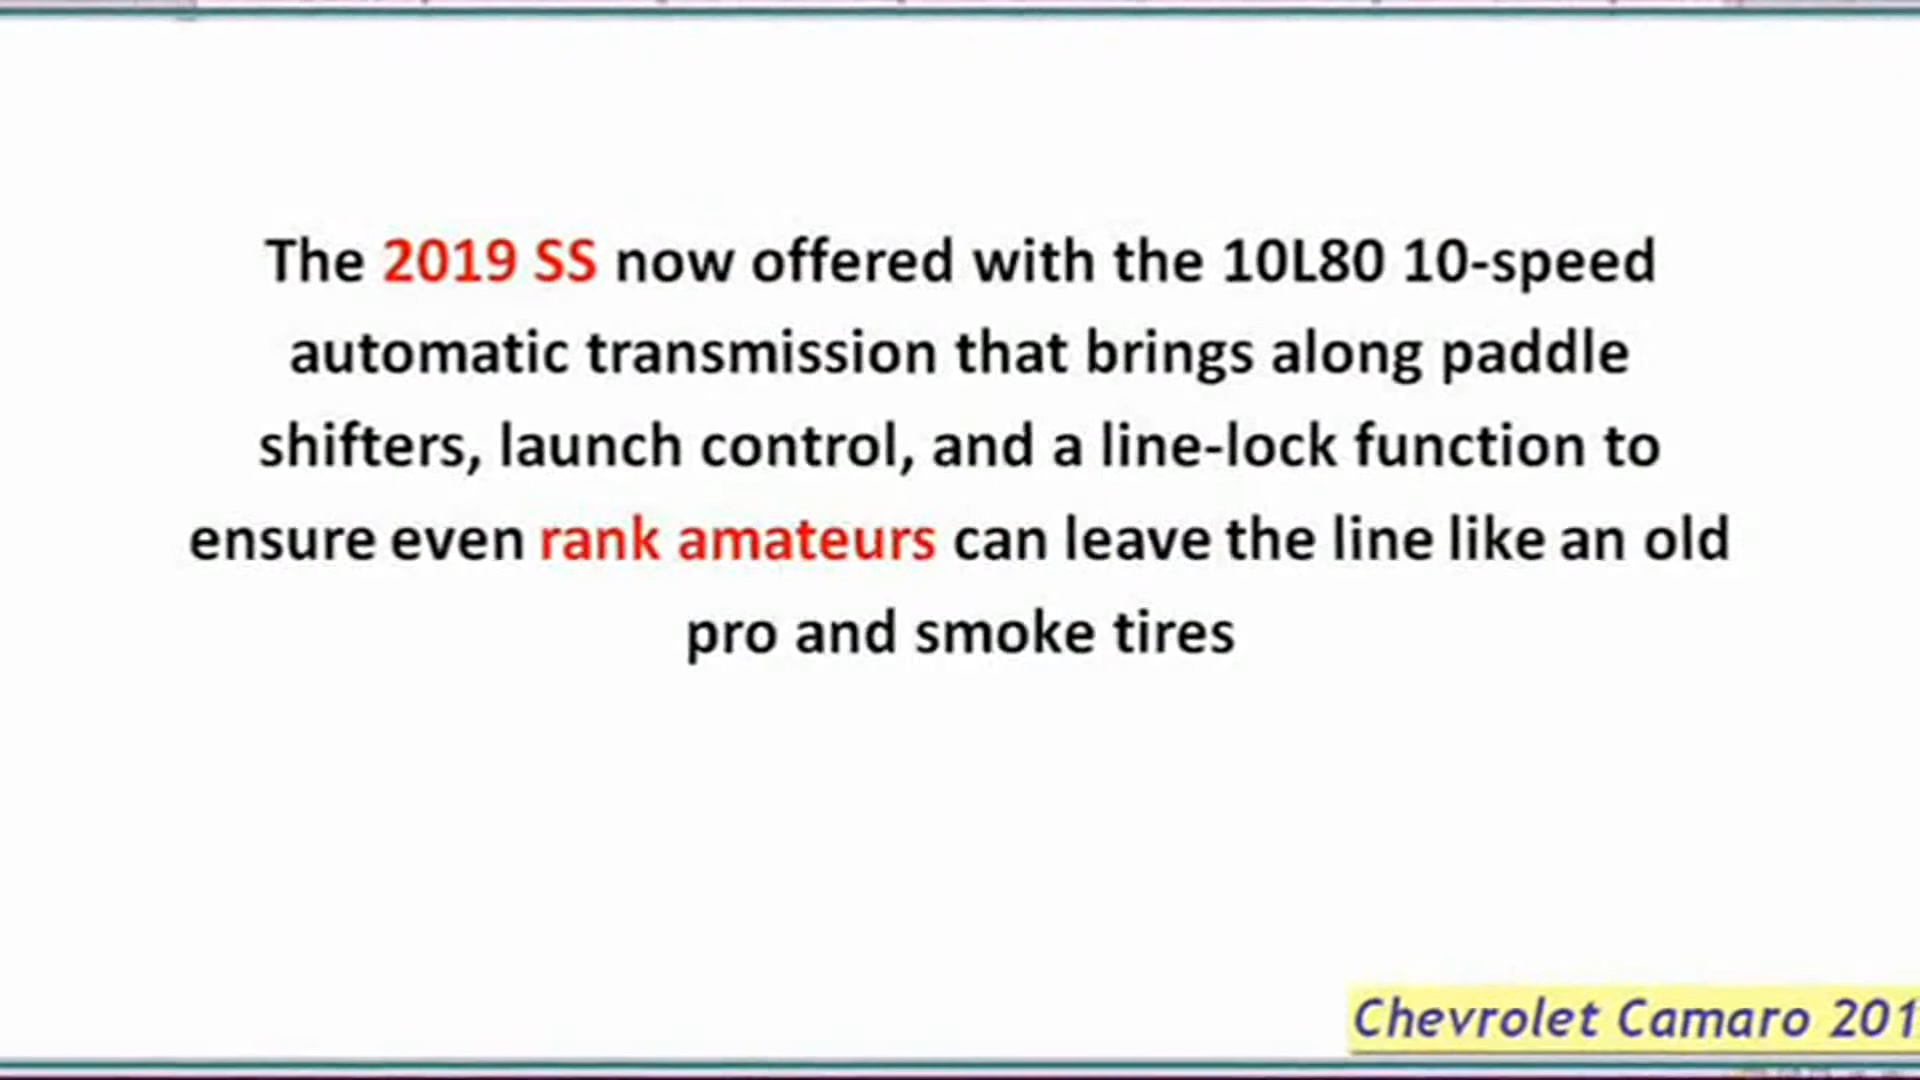 The 2019 SS now offered with the 10L80 10-speed
automatic transmission that brings along paddle
shifters, launch control, and a line-lock function to
ensure even rank amateurs can leave the line like an old
pro and smoke tires
Chevrolet Camaro 201